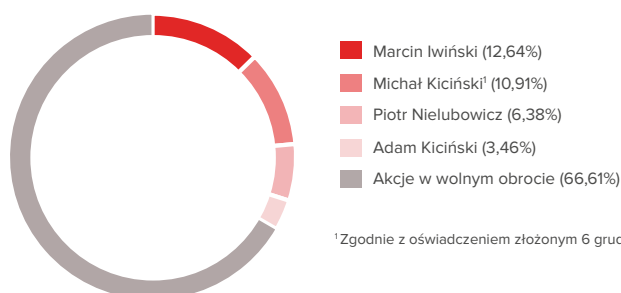 Marcin Iwiński (12,64%)
Michał Kiciński¹ (10,91%)
Piotr Nielubowicz (6,38%)
Adam Kiciński (3,46%)
Akcje w wolnym obrocie (66,61%)
¹ Zgodnie z oświadczeniem złożonym 6